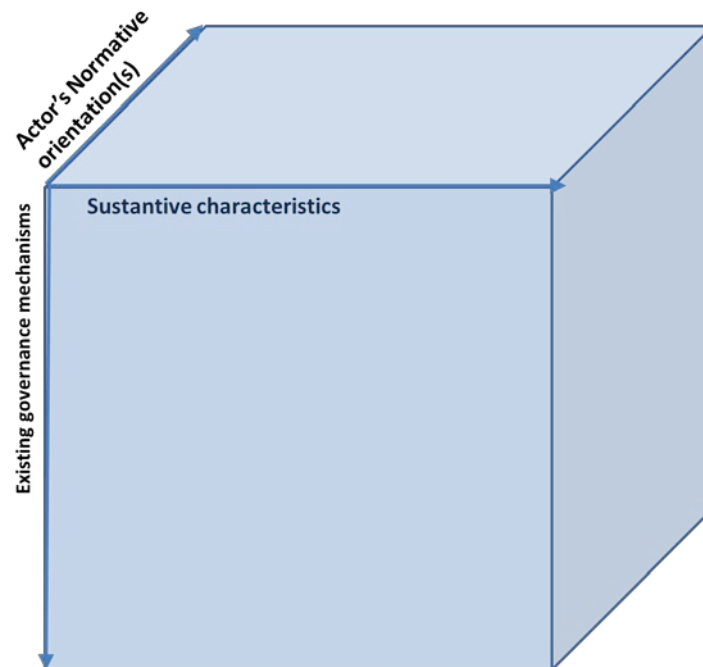 Actor's Normative
orientation(s)
Sustantive characteristics
Existing governance mechanisms